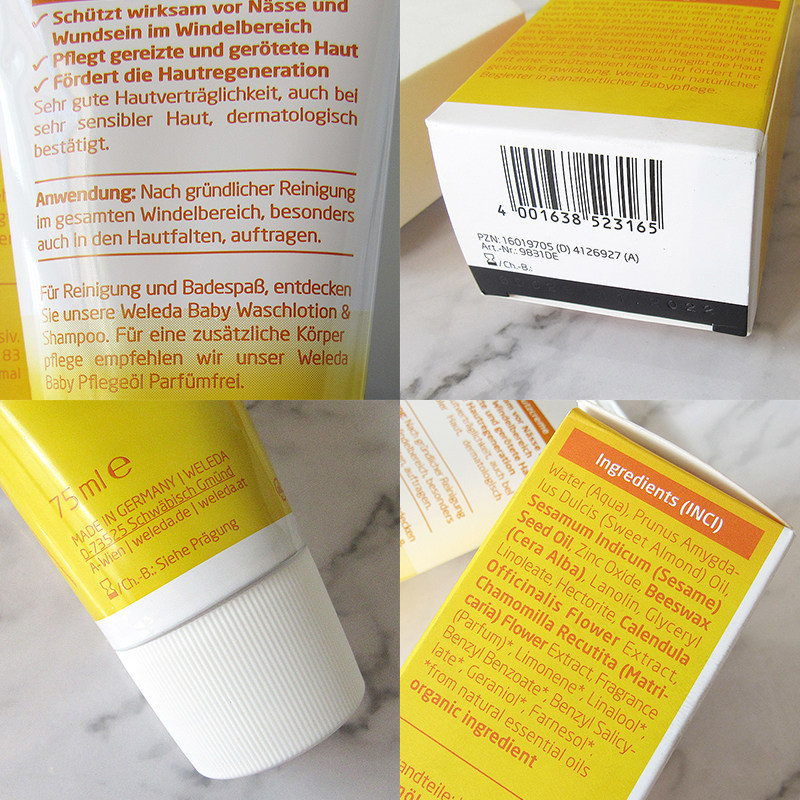 ✓ Schützt wirksam vor Nässe und
Wundsein im Windelbereich
✓ Pflegt gereizte und gerötete Haut
✓ Fördert die Hautregeneration
Sehr gute Hautverträglichkeit, auch bei
sehr sensibler Haut, dermatologisch
bestätigt.
Anwendung: Nach gründlicher Reinigung
im gesamten Windelbereich, besonders
auch in den Hautfalten, auftragen.
Für Reinigung und Badespaß, entdecken
Sie unsere Weleda Baby Waschlotion &
Shampoo. Für eine zusätzliche Körper
pflege empfehlen wir unser Weleda
Baby Pflegeöl Parfümfrei.
Begleiter in ganzheitlicher Babypflege.
4 001638 523165
PZN: 16019705 (D) 4126927 (A)
Art.-Nr.: 9831DE
/Ch.-B.:
75 ml e
MADE IN GERMANY | WELEDA
D-73525 Schwäbisch Gmünd
A-Wien | weleda.de | weleda.at
/Ch.-B.: Siehe Prägung
Ingredients (INCI)
Water (Aqua), Prunus Amygda-
lus Dulcis (Sweet Almond) Oil,
Sesamum Indicum (Sesame)
Seed Oil, Zinc Oxide, Beeswax
(Cera Alba), Lanolin, Glyceryl
Linoleate, Hectorite, Calendula
Officinalis Flower Extract,
Chamomilla Recutita (Matri-
caria) Flower Extract, Fragrance
(Parfum)*, Limonene*, Linalool*,
Benzyl Benzoate*, Benzyl Salicy-
late*, Geraniol*, Farnesol*
*from natural essential oils
organic ingredient